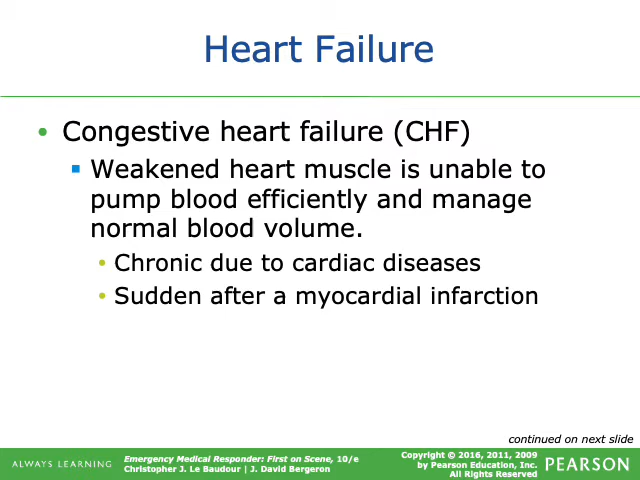 Heart Failure
• Congestive heart failure (CHF)
▪ Weakened heart muscle is unable to
pump blood efficiently and manage
normal blood volume.
• Chronic due to cardiac diseases
• Sudden after a myocardial infarction
continued on next slide
ALWAYS LEARNING
Emergency Medical Responder: First on Scene, 10/e
Christopher J. Le Baudour | J. David Bergeron
Copyright © 2016, 2011, 2009
by Pearson Education, Inc.
All Rights Reserved
PEARSON